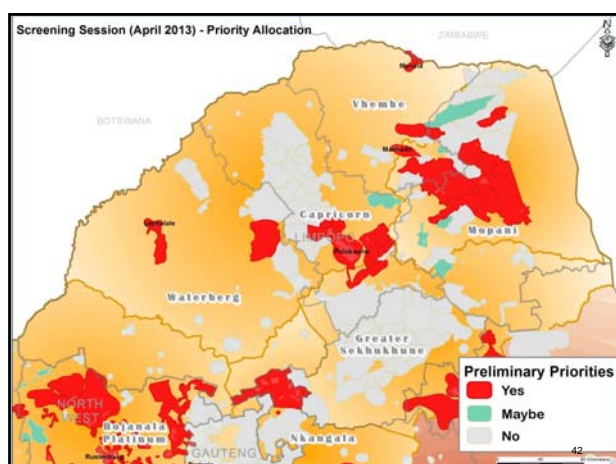 Screening Session (April 2013) - Priority Allocation
ZIMBABWE
N
Musina
Vhembe
BOTSWANA
Makhado
Capricorn
Lephalale
LIMPOPO
Polokwane
Mopani
Waterberg
Greater
Sekhukhune
Preliminary Priorities
Yes
Maybe
No
NORTH
WEST
Bojanala
Platinum
Nkangala
GAUTENG
Rustenburg
42